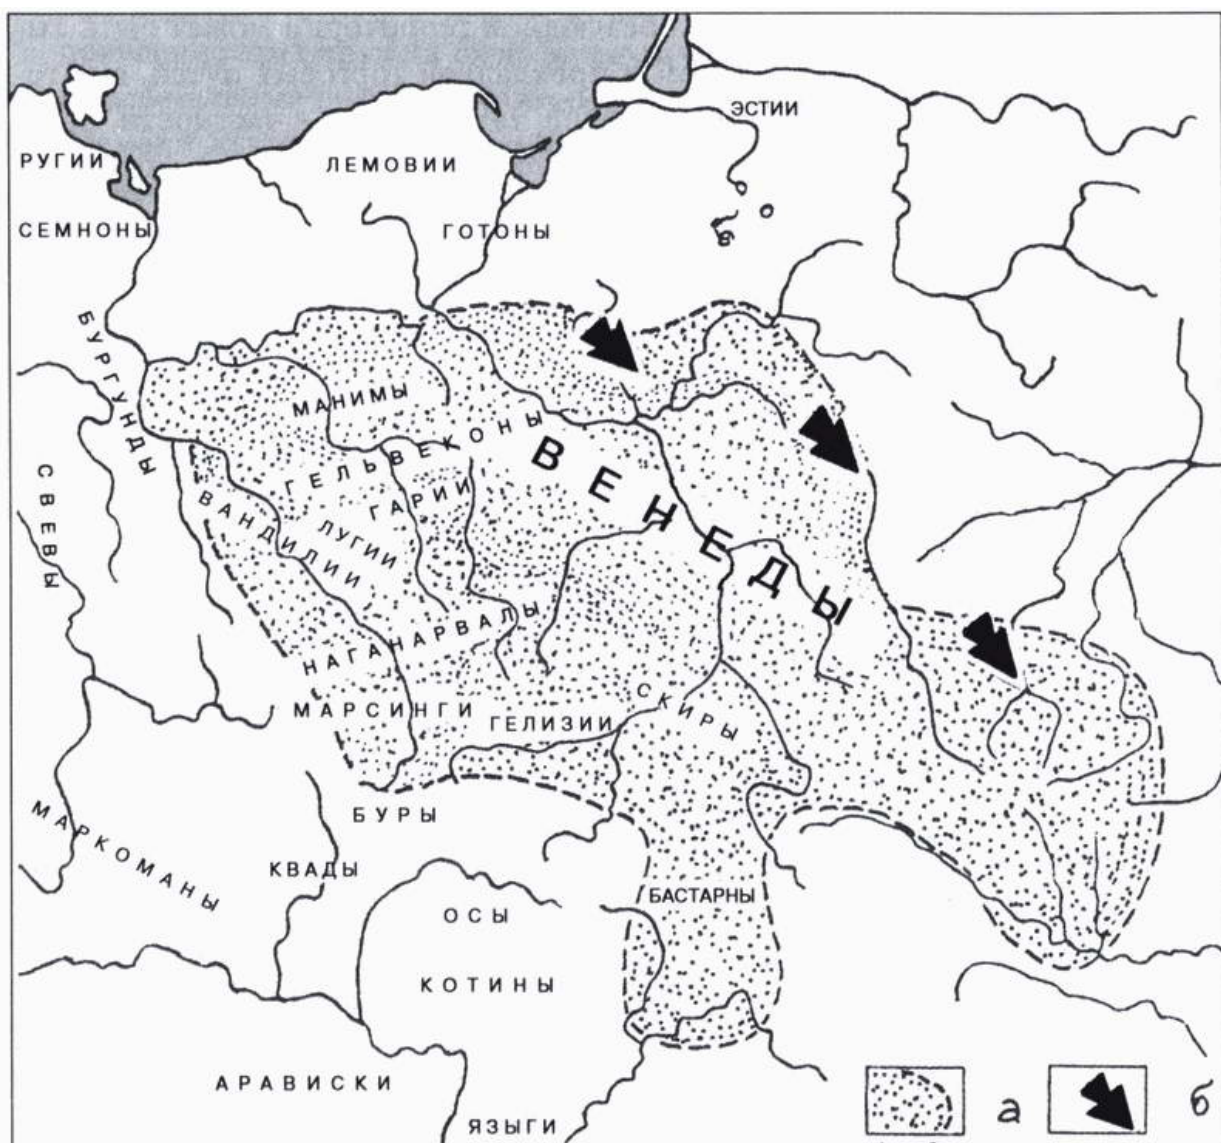 ЭСТИИ
РУГИИ
ЛЕМОВИИ
СЕМНОНЫ
ГОТОНЫ
БУРГУНДЫ
МАНИМЫ
ГЕЛЬВЕКОНЫ
ВЕНЕДЫ
СВЕВЫ
ГАРИИ
ВАНДИЛИИ
ЛУГИИ
НАГАНАРВАЛЫ
СКИРЫ
МАРСИНГИ
ГЕЛИЗИИ
МАРКОМАНЫ
БУРЫ
КВАДЫ
БАСТАРНЫ
ОСЫ
КОТИНЫ
АРАВИСКИ
ЯЗЫГИ
а
б